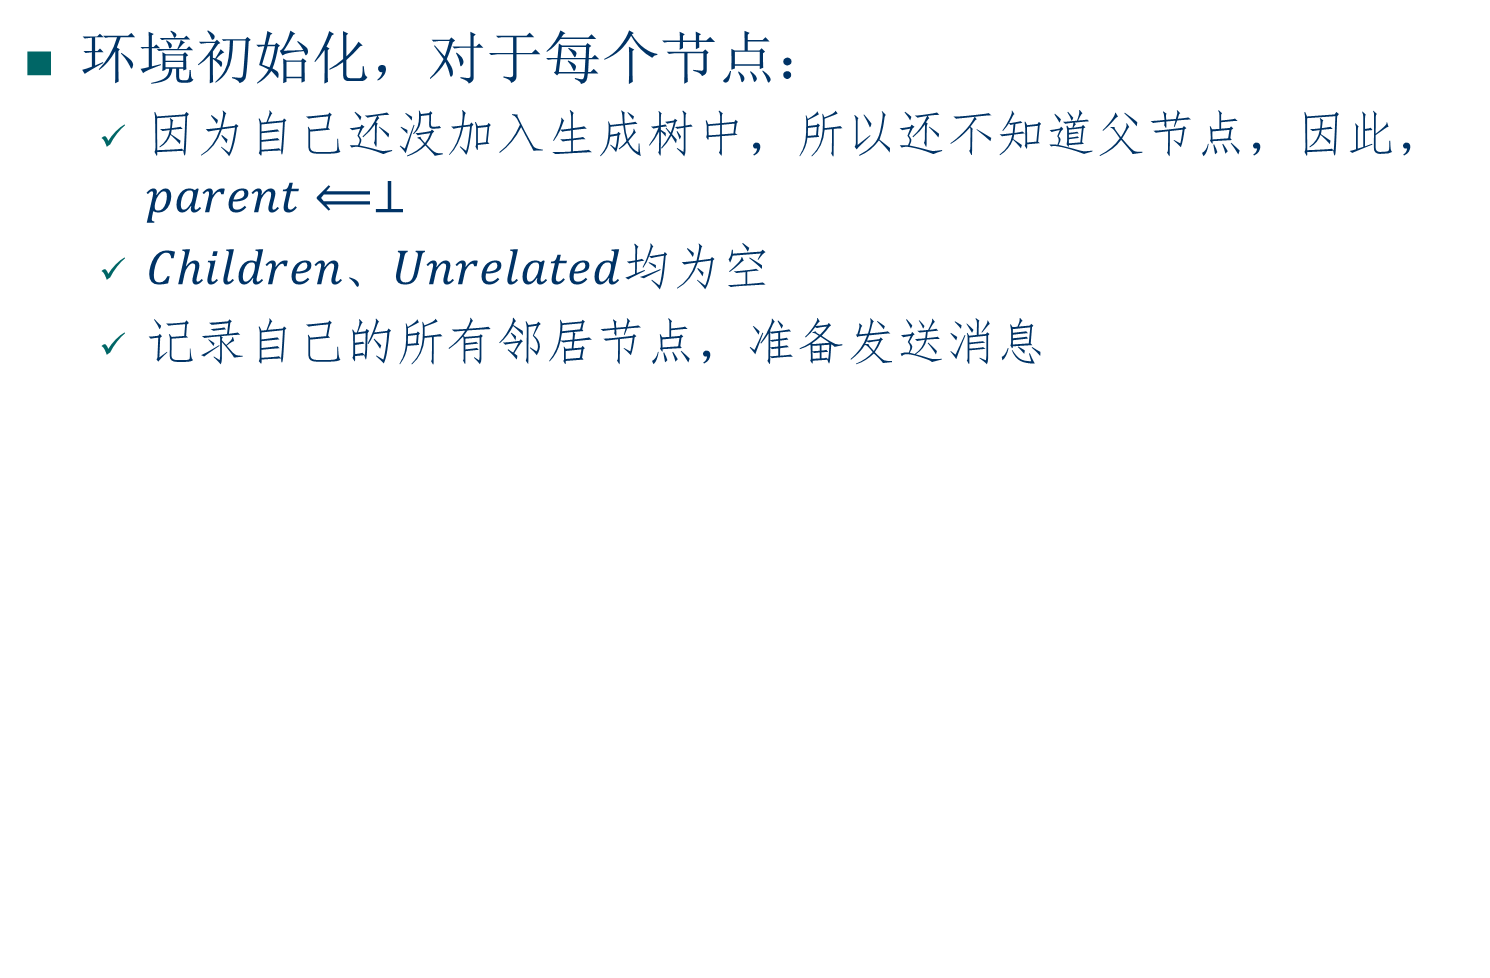 ■ 环境初始化，对于每个节点：
✓ 因为自己还没加入生成树中，所以还不知道父节点，因此，
parent ⟸⊥
✓ Children、Unrelated均为空
✓ 记录自己的所有邻居节点，准备发送消息